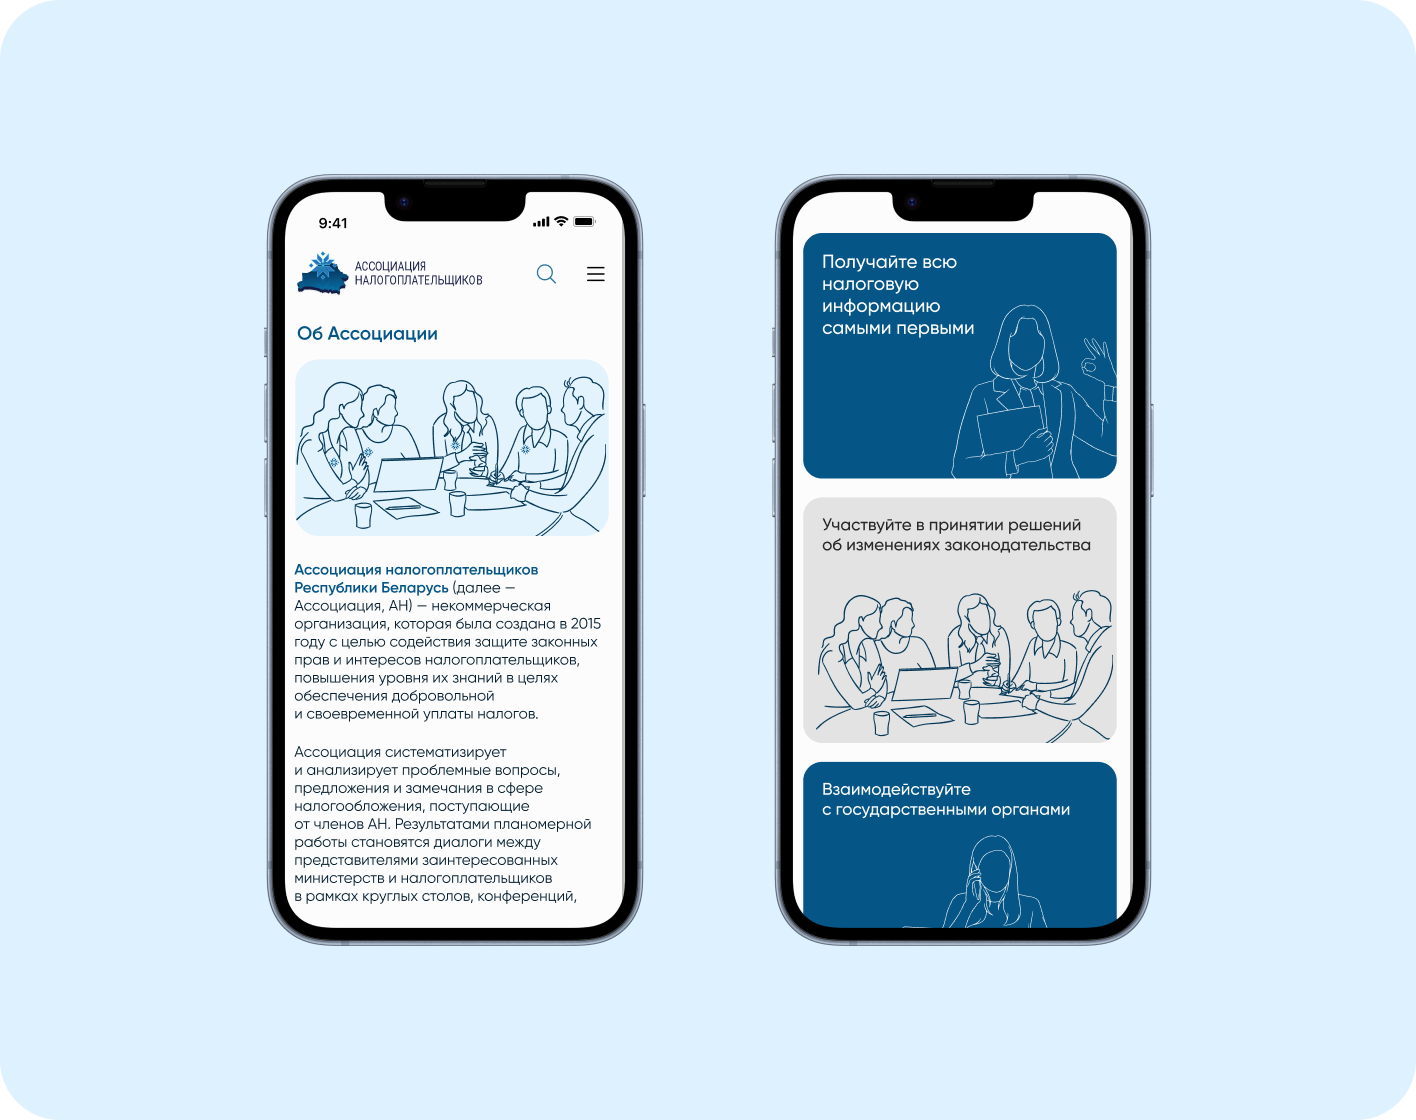 9:41
АССОЦИАЦИЯ
НАЛОГОПЛАТЕЛЬЩИКОВ
Об Ассоциации
Ассоциация налогоплательщиков
Республики Беларусь (далее —
Ассоциация, АН) — некоммерческая
организация, которая была создана в 2015
году с целью содействия защите законных
прав и интересов налогоплательщиков,
повышения уровня их знаний в целях
обеспечения добровольной
и своевременной уплаты налогов.
Ассоциация систематизирует
и анализирует проблемные вопросы,
предложения и замечания в сфере
налогообложения, поступающие
от членов АН. Результатами планомерной
работы становятся диалоги между
представителями заинтересованных
министерств и налогоплательщиков
в рамках круглых столов, конференций,
Получайте всю
налоговую
информацию
самыми первыми
Участвуйте в принятии решений
об изменениях законодательства
Взаимодействуйте
с государственными органами